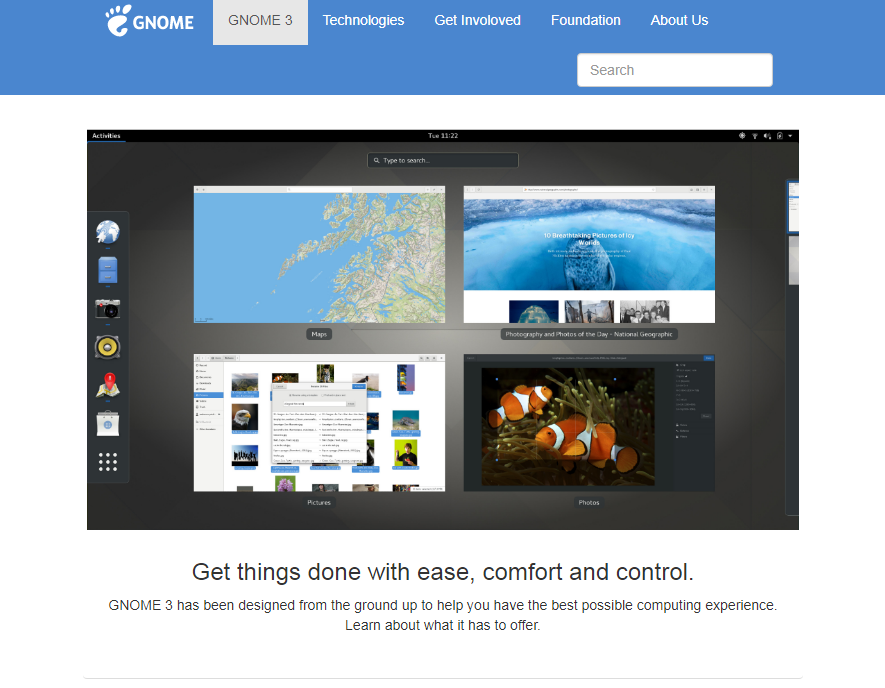 GNOME
GNOME 3
Technologies
Get Involoved
Foundation
About Us
Search
Activities
Tue 11:22
Type to search...
10 Breathtaking Pictures of Icy
Worlds
Maps
Photography and Photos of the Day - National Geographic
Pictures
Photos
Get things done with ease, comfort and control.
GNOME 3 has been designed from the ground up to help you have the best possible computing experience.
Learn about what it has to offer.